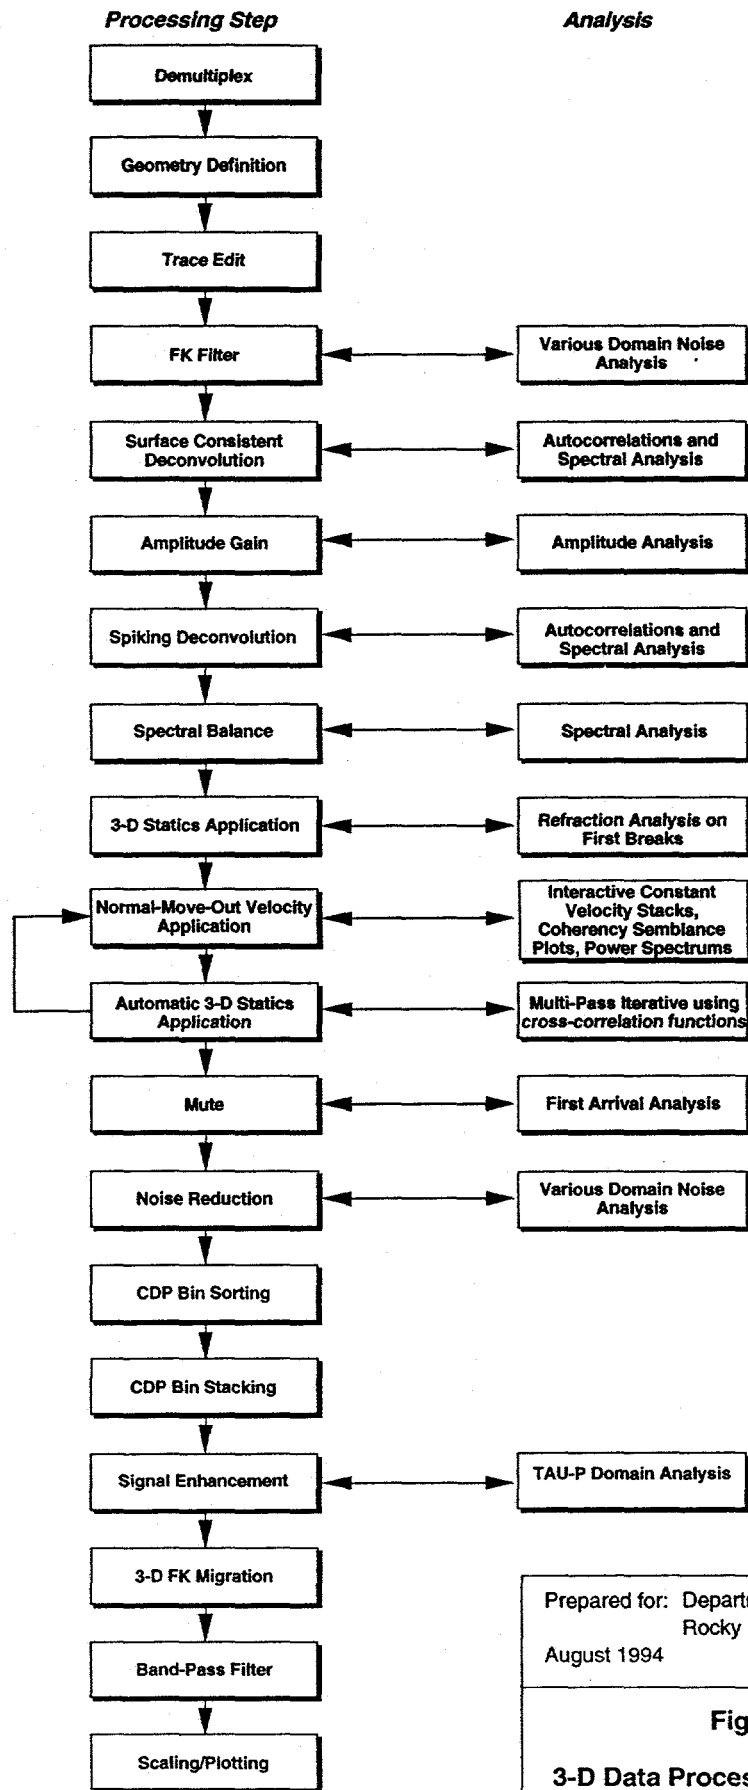 Processing Step
Analysis
Demultiplex
Geometry Definition
Trace Edit
FK Filter
Various Domain Noise
Analysis
Surface Consistent
Deconvolution
Autocorrelations and
Spectral Analysis
Amplitude Gain
Amplitude Analysis
Spiking Deconvolution
Autocorrelations and
Spectral Analysis
Spectral Balance
Spectral Analysis
3-D Statics Application
Refraction Analysis on
First Breaks
Normal-Move-Out Velocity
Application
Interactive Constant
Velocity Stacks,
Coherency Semblance
Plots, Power Spectrums
Automatic 3-D Statics
Application
Multi-Pass Iterative using
cross-correlation functions
Mute
First Arrival Analysis
Noise Reduction
Various Domain Noise
Analysis
CDP Bin Sorting
CDP Bin Stacking
Signal Enhancement
TAU-P Domain Analysis
3-D FK Migration
Band-Pass Filter
Scaling/Plotting
Prepared for: Depart
Rocky
August 1994
Fig
3-D Data Proces